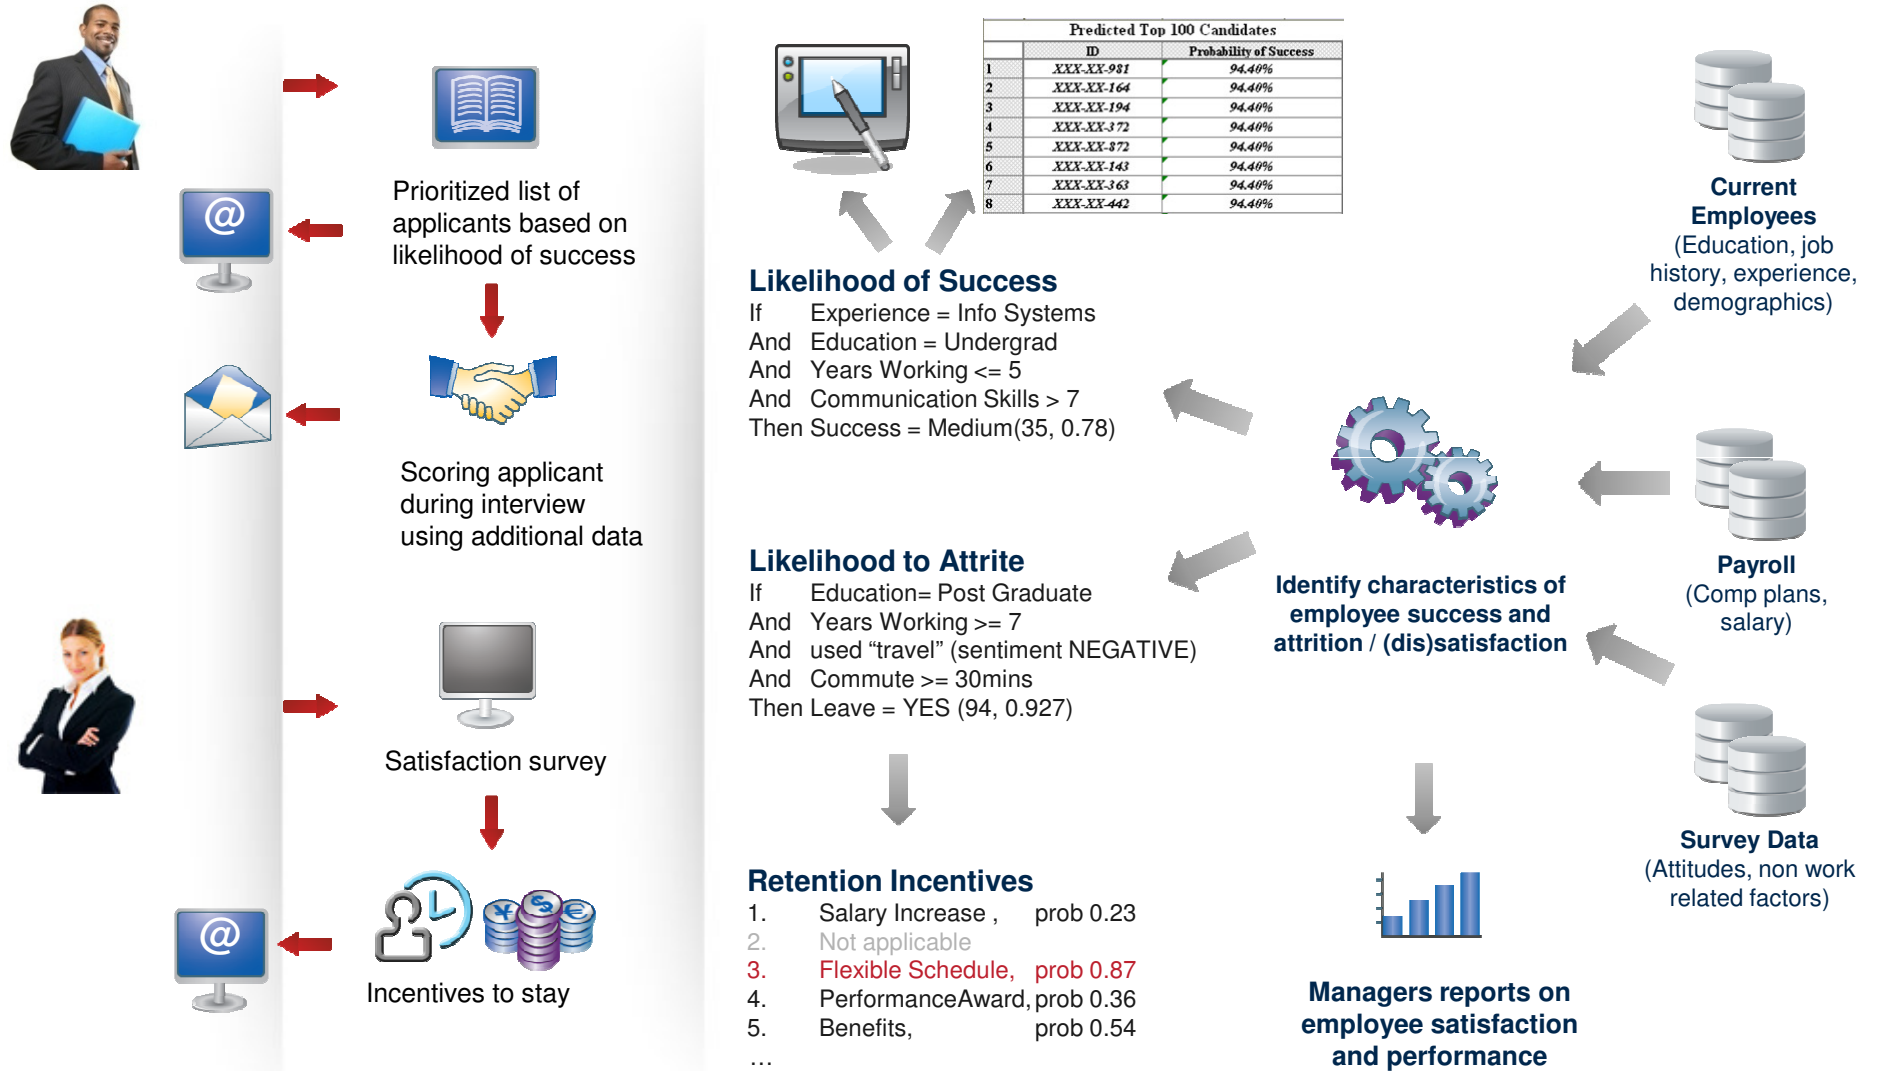 Prioritized list of
applicants based on
likelihood of success
Scoring applicant
during interview
using additional data
Satisfaction survey
Incentives to stay
@
@
Predicted Top 100 Candidates
ID Probability of Success
1 XXX-XX-981 94.40%
2 XXX-XX-164 94.40%
3 XXX-XX-194 94.40%
4 XXX-XX-372 94.40%
5 XXX-XX-872 94.40%
6 XXX-XX-143 94.40%
7 XXX-XX-363 94.40%
8 XXX-XX-442 94.40%
Likelihood of Success
If Experience = Info Systems
And Education = Undergrad
And Years Working <= 5
And Communication Skills > 7
Then Success = Medium(35, 0.78)
Likelihood to Attrite
If Education= Post Graduate
And Years Working >= 7
And used “travel” (sentiment NEGATIVE)
And Commute >= 30mins
Then Leave = YES (94, 0.927)
Retention Incentives
1. Salary Increase , prob 0.23
2. Not applicable
3. Flexible Schedule, prob 0.87
4. PerformanceAward, prob 0.36
5. Benefits, prob 0.54
…
Identify characteristics of
employee success and
attrition / (dis)satisfaction
Managers reports on
employee satisfaction
and performance
Current
Employees
(Education, job
history, experience,
demographics)
Payroll
(Comp plans,
salary)
Survey Data
(Attitudes, non work
related factors)
¥ $ €